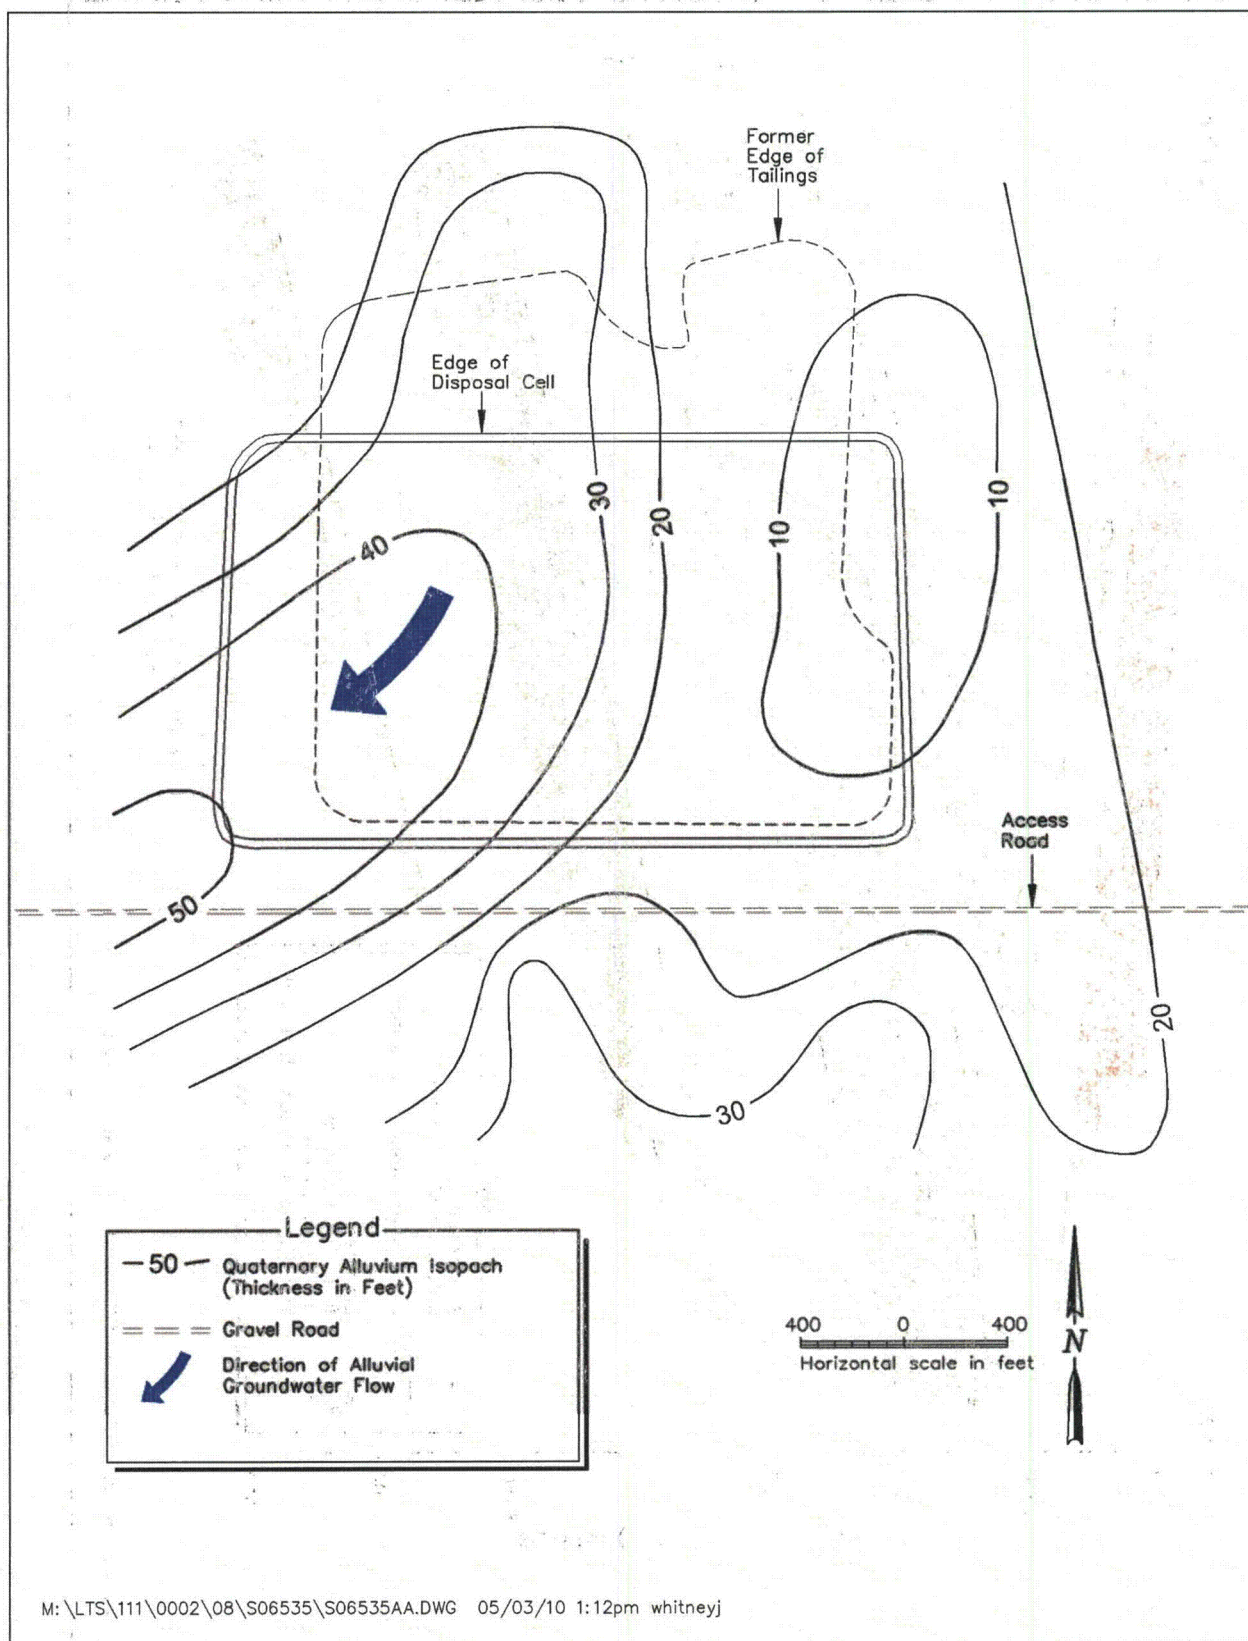 Former
Edge of
Tailings
Edge of
Disposal Cell
30
20
10
10
40
Access
Road
50
20
30
Legend
50 Quaternary Alluvium Isopach
(Thickness in Feet)
Gravel Road
Direction of Alluvial
Groundwater Flow
400 0 400
Horizontal scale in feet
N
M:\LTS\111\0002\08\S06535\S06535AA.DWG 05/03/10 1:12pm whitneyj